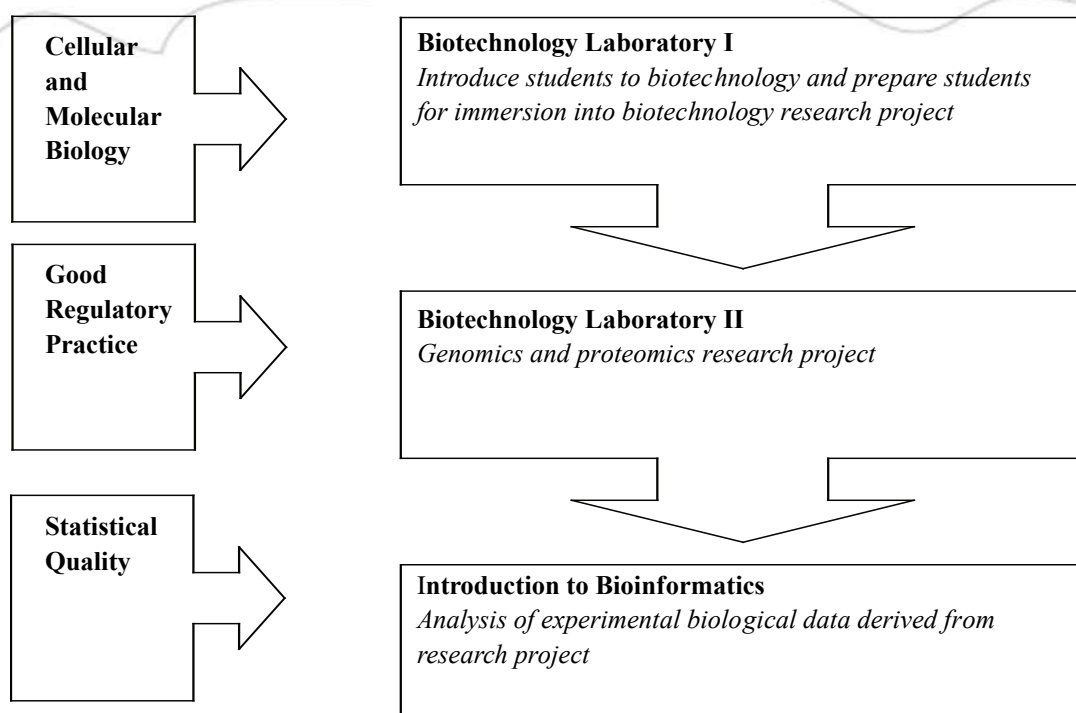 Cellular
and
Molecular
Biology
Biotechnology Laboratory I
Introduce students to biotechnology and prepare students
for immersion into biotechnology research project
Good
Regulatory
Practice
Biotechnology Laboratory II
Genomics and proteomics research project
Statistical
Quality
Introduction to Bioinformatics
Analysis of experimental biological data derived from
research project